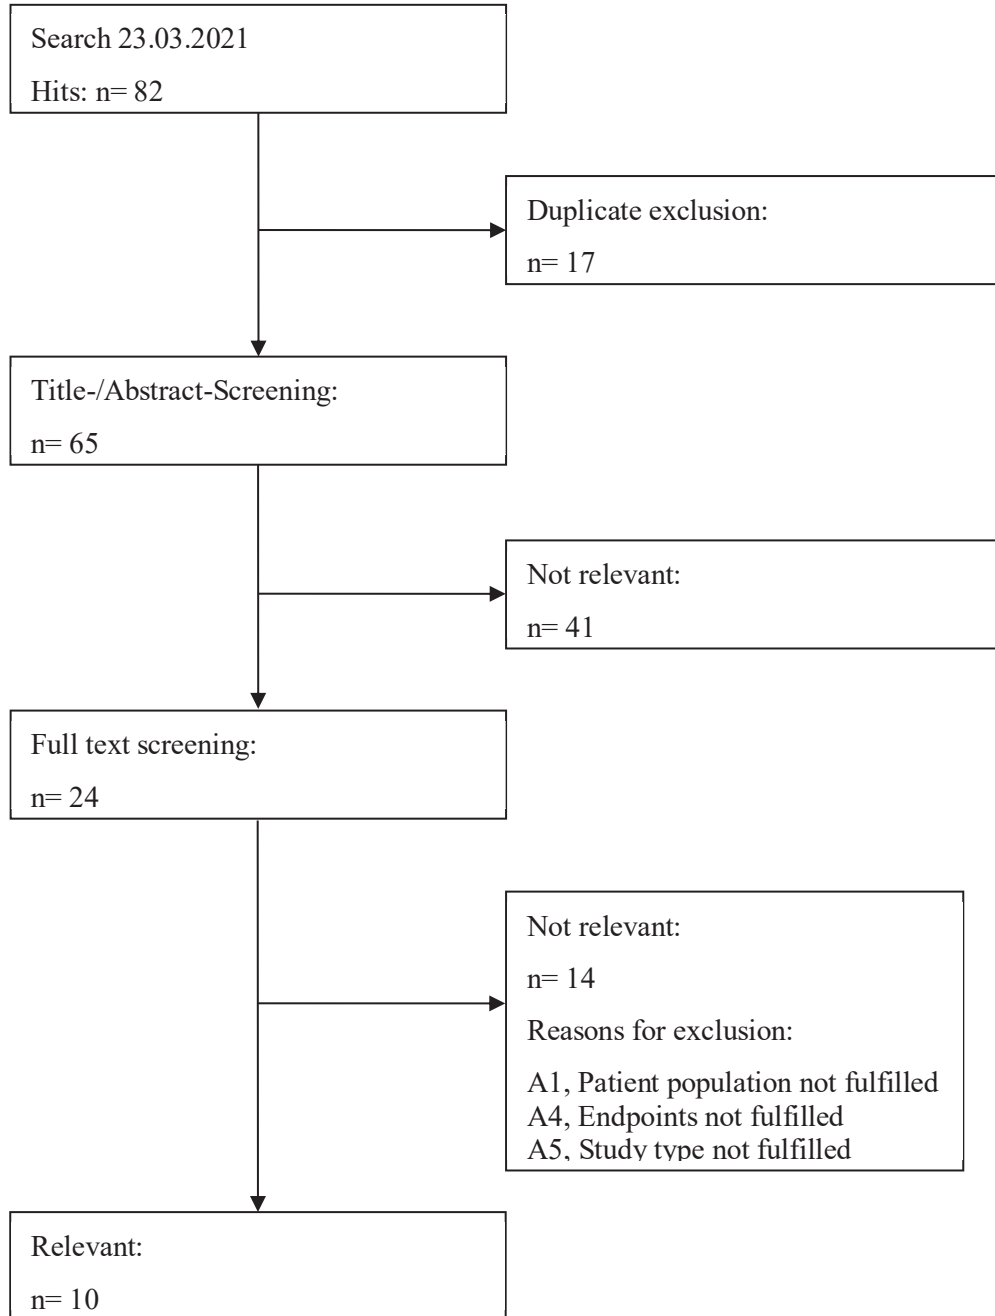 Search 23.03.2021
Hits: n= 82
Duplicate exclusion:
n= 17
Title-/Abstract-Screening:
n= 65
Not relevant:
n= 41
Full text screening:
n= 24
Not relevant:
n= 14
Reasons for exclusion:
A1, Patient population not fulfilled
A4, Endpoints not fulfilled
A5, Study type not fulfilled
Relevant:
n= 10